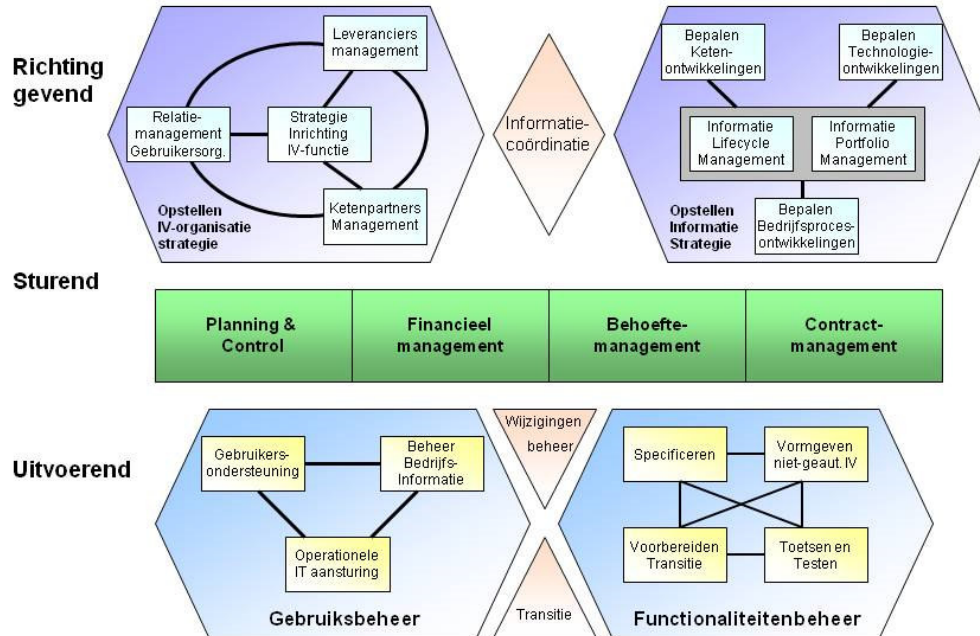 Richting
gevend
Leveranciers
management
Relatie-
management
Gebruikersorg.
Strategie
Inrichting
IV-functie
Ketenpartners
Management
Opstellen
IV-organisatie
strategie
Informatie-
coördinatie
Bepalen
Keten-
ontwikkelingen
Bepalen
Technologie-
ontwikkelingen
Informatie
Lifecycle
Management
Informatie
Portfolio
Management
Opstellen
Informatie
Strategie
Bepalen
Bedrijfsproces-
ontwikkelingen
Sturend
Planning &
Control
Financieel
management
Behoefte-
management
Contract-
management
Uitvoerend
Gebruikers-
ondersteuning
Beheer
Bedrijfs-
Informatie
Operationele
IT aansturing
Gebruiksbeheer
Wijzigingen
beheer
Transitie
Specificeren
Vormgeven
niet-geaut. IV
Voorbereiden
Transitie
Toetsen en
Testen
Functionaliteitenbeheer